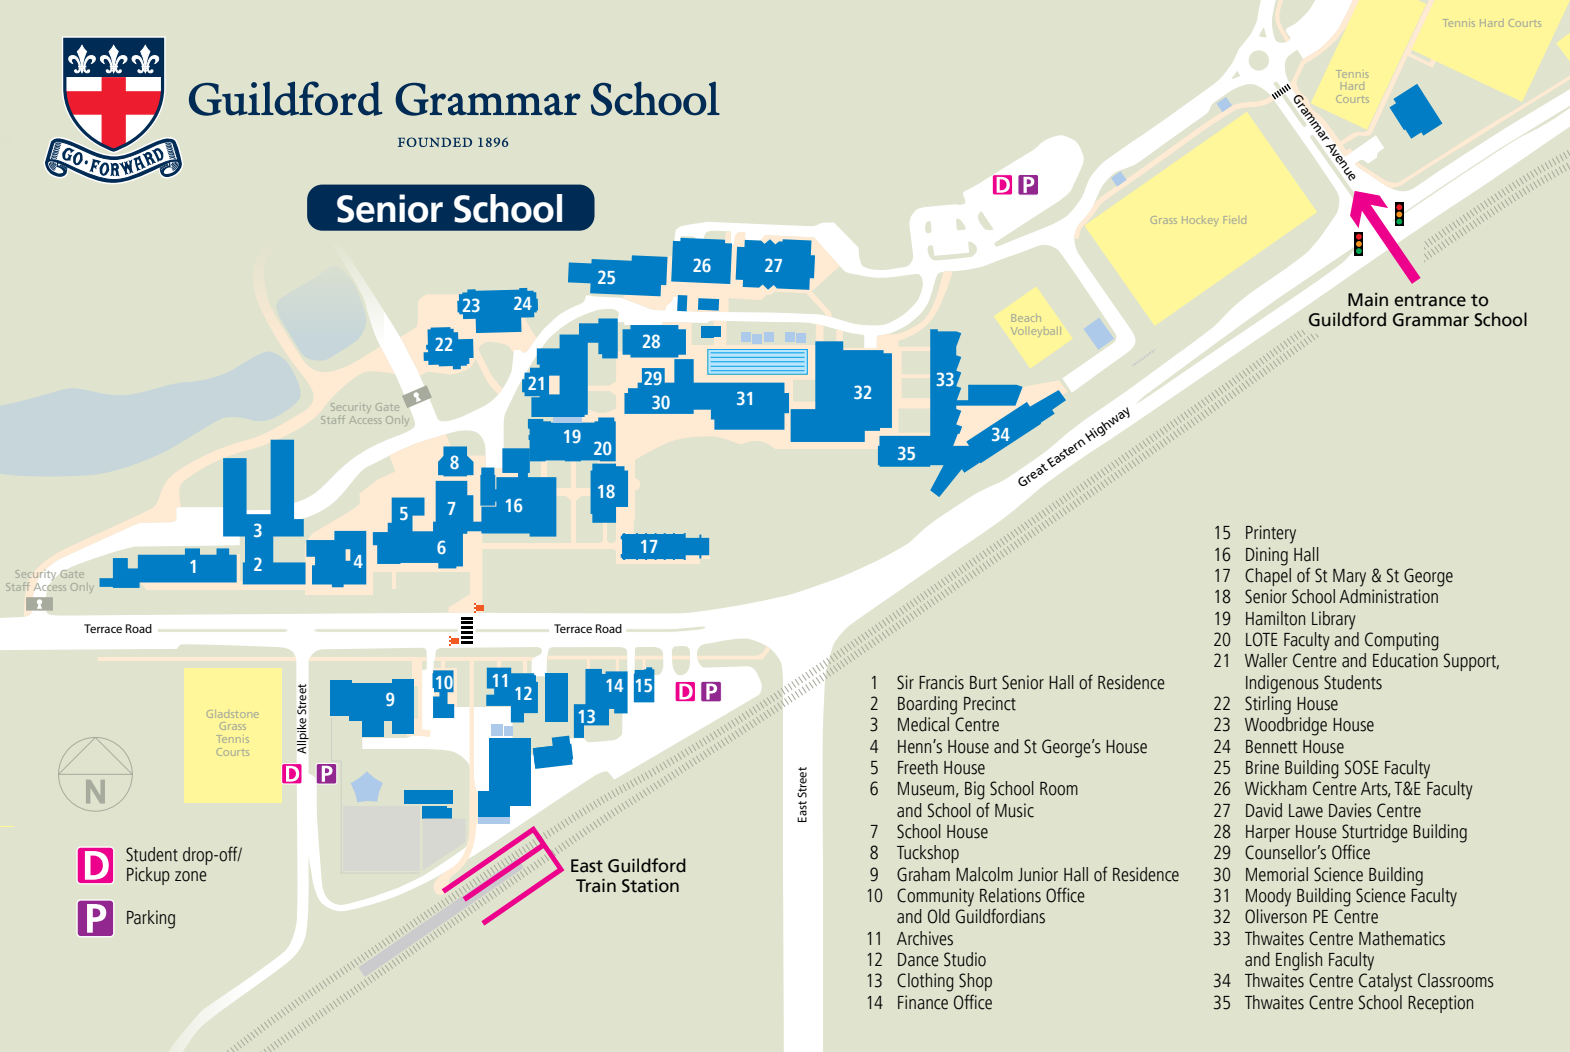 Guildford Grammar School
FOUNDED 1896
GO · FORWARD
Senior School
Tennis Hard Courts
Tennis
Hard
Courts
Grammar Avenue
D P
Grass Hockey Field
Main entrance to
Guildford Grammar School
Beach
Volleyball
Great Eastern Highway
26
27
25
23
24
22
28
21
29
30
31
32
33
34
35
Security Gate
Staff Access Only
19
20
8
18
16
5
7
6
17
3
2
4
1
Security Gate
Staff Access Only
Terrace Road
Terrace Road
10
11
12
14
15
13
9
D P
Gladstone
Grass
Tennis
Courts
Allpike Street
D P
N
East Street
East Guildford
Train Station
D Student drop-off/
Pickup zone
P Parking
1 Sir Francis Burt Senior Hall of Residence
2 Boarding Precinct
3 Medical Centre
4 Henn's House and St George's House
5 Freeth House
6 Museum, Big School Room
and School of Music
7 School House
8 Tuckshop
9 Graham Malcolm Junior Hall of Residence
10 Community Relations Office
and Old Guildfordians
11 Archives
12 Dance Studio
13 Clothing Shop
14 Finance Office
15 Printery
16 Dining Hall
17 Chapel of St Mary & St George
18 Senior School Administration
19 Hamilton Library
20 LOTE Faculty and Computing
21 Waller Centre and Education Support,
Indigenous Students
22 Stirling House
23 Woodbridge House
24 Bennett House
25 Brine Building SOSE Faculty
26 Wickham Centre Arts, T&E Faculty
27 David Lawe Davies Centre
28 Harper House Sturtridge Building
29 Counsellor's Office
30 Memorial Science Building
31 Moody Building Science Faculty
32 Oliverson PE Centre
33 Thwaites Centre Mathematics
and English Faculty
34 Thwaites Centre Catalyst Classrooms
35 Thwaites Centre School Reception